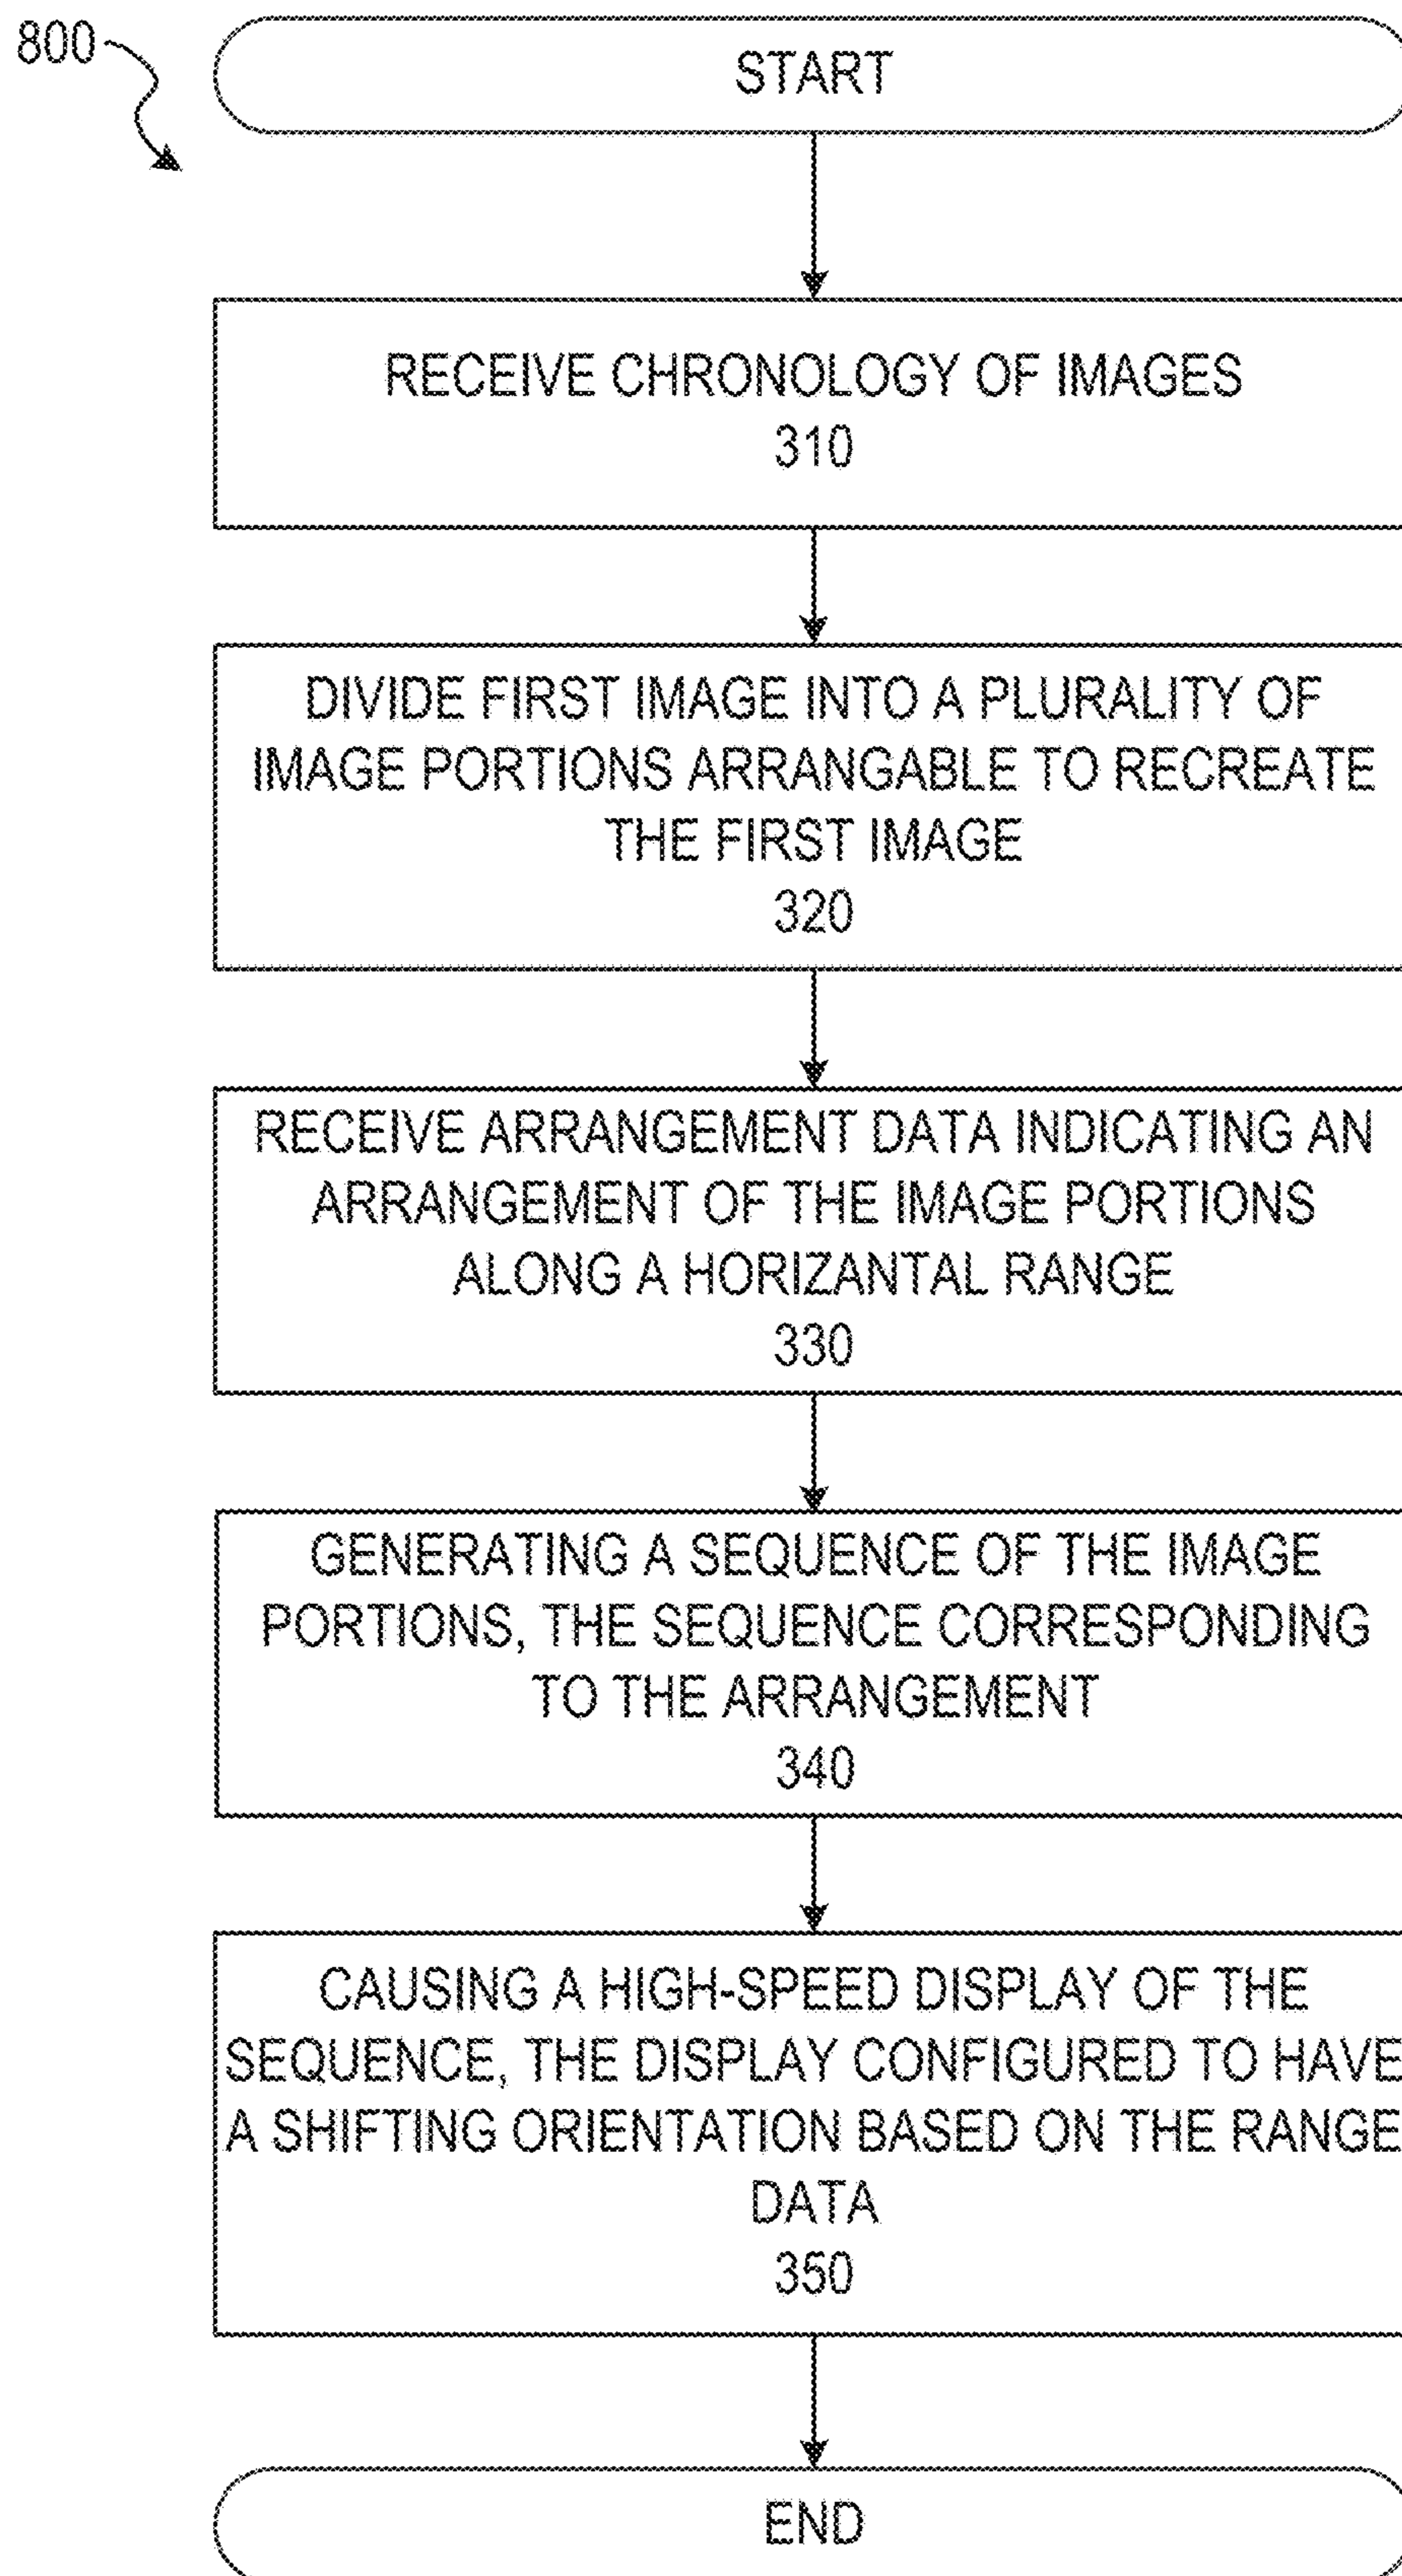 800
START
RECEIVE CHRONOLOGY OF IMAGES
310
DIVIDE FIRST IMAGE INTO A PLURALITY OF
IMAGE PORTIONS ARRANGABLE TO RECREATE
THE FIRST IMAGE
320
RECEIVE ARRANGEMENT DATA INDICATING AN
ARRANGEMENT OF THE IMAGE PORTIONS
ALONG A HORIZANTAL RANGE
330
GENERATING A SEQUENCE OF THE IMAGE
PORTIONS, THE SEQUENCE CORRESPONDING
TO THE ARRANGEMENT
340
CAUSING A HIGH-SPEED DISPLAY OF THE
SEQUENCE, THE DISPLAY CONFIGURED TO HAVE
A SHIFTING ORIENTATION BASED ON THE RANGE
DATA
350
END